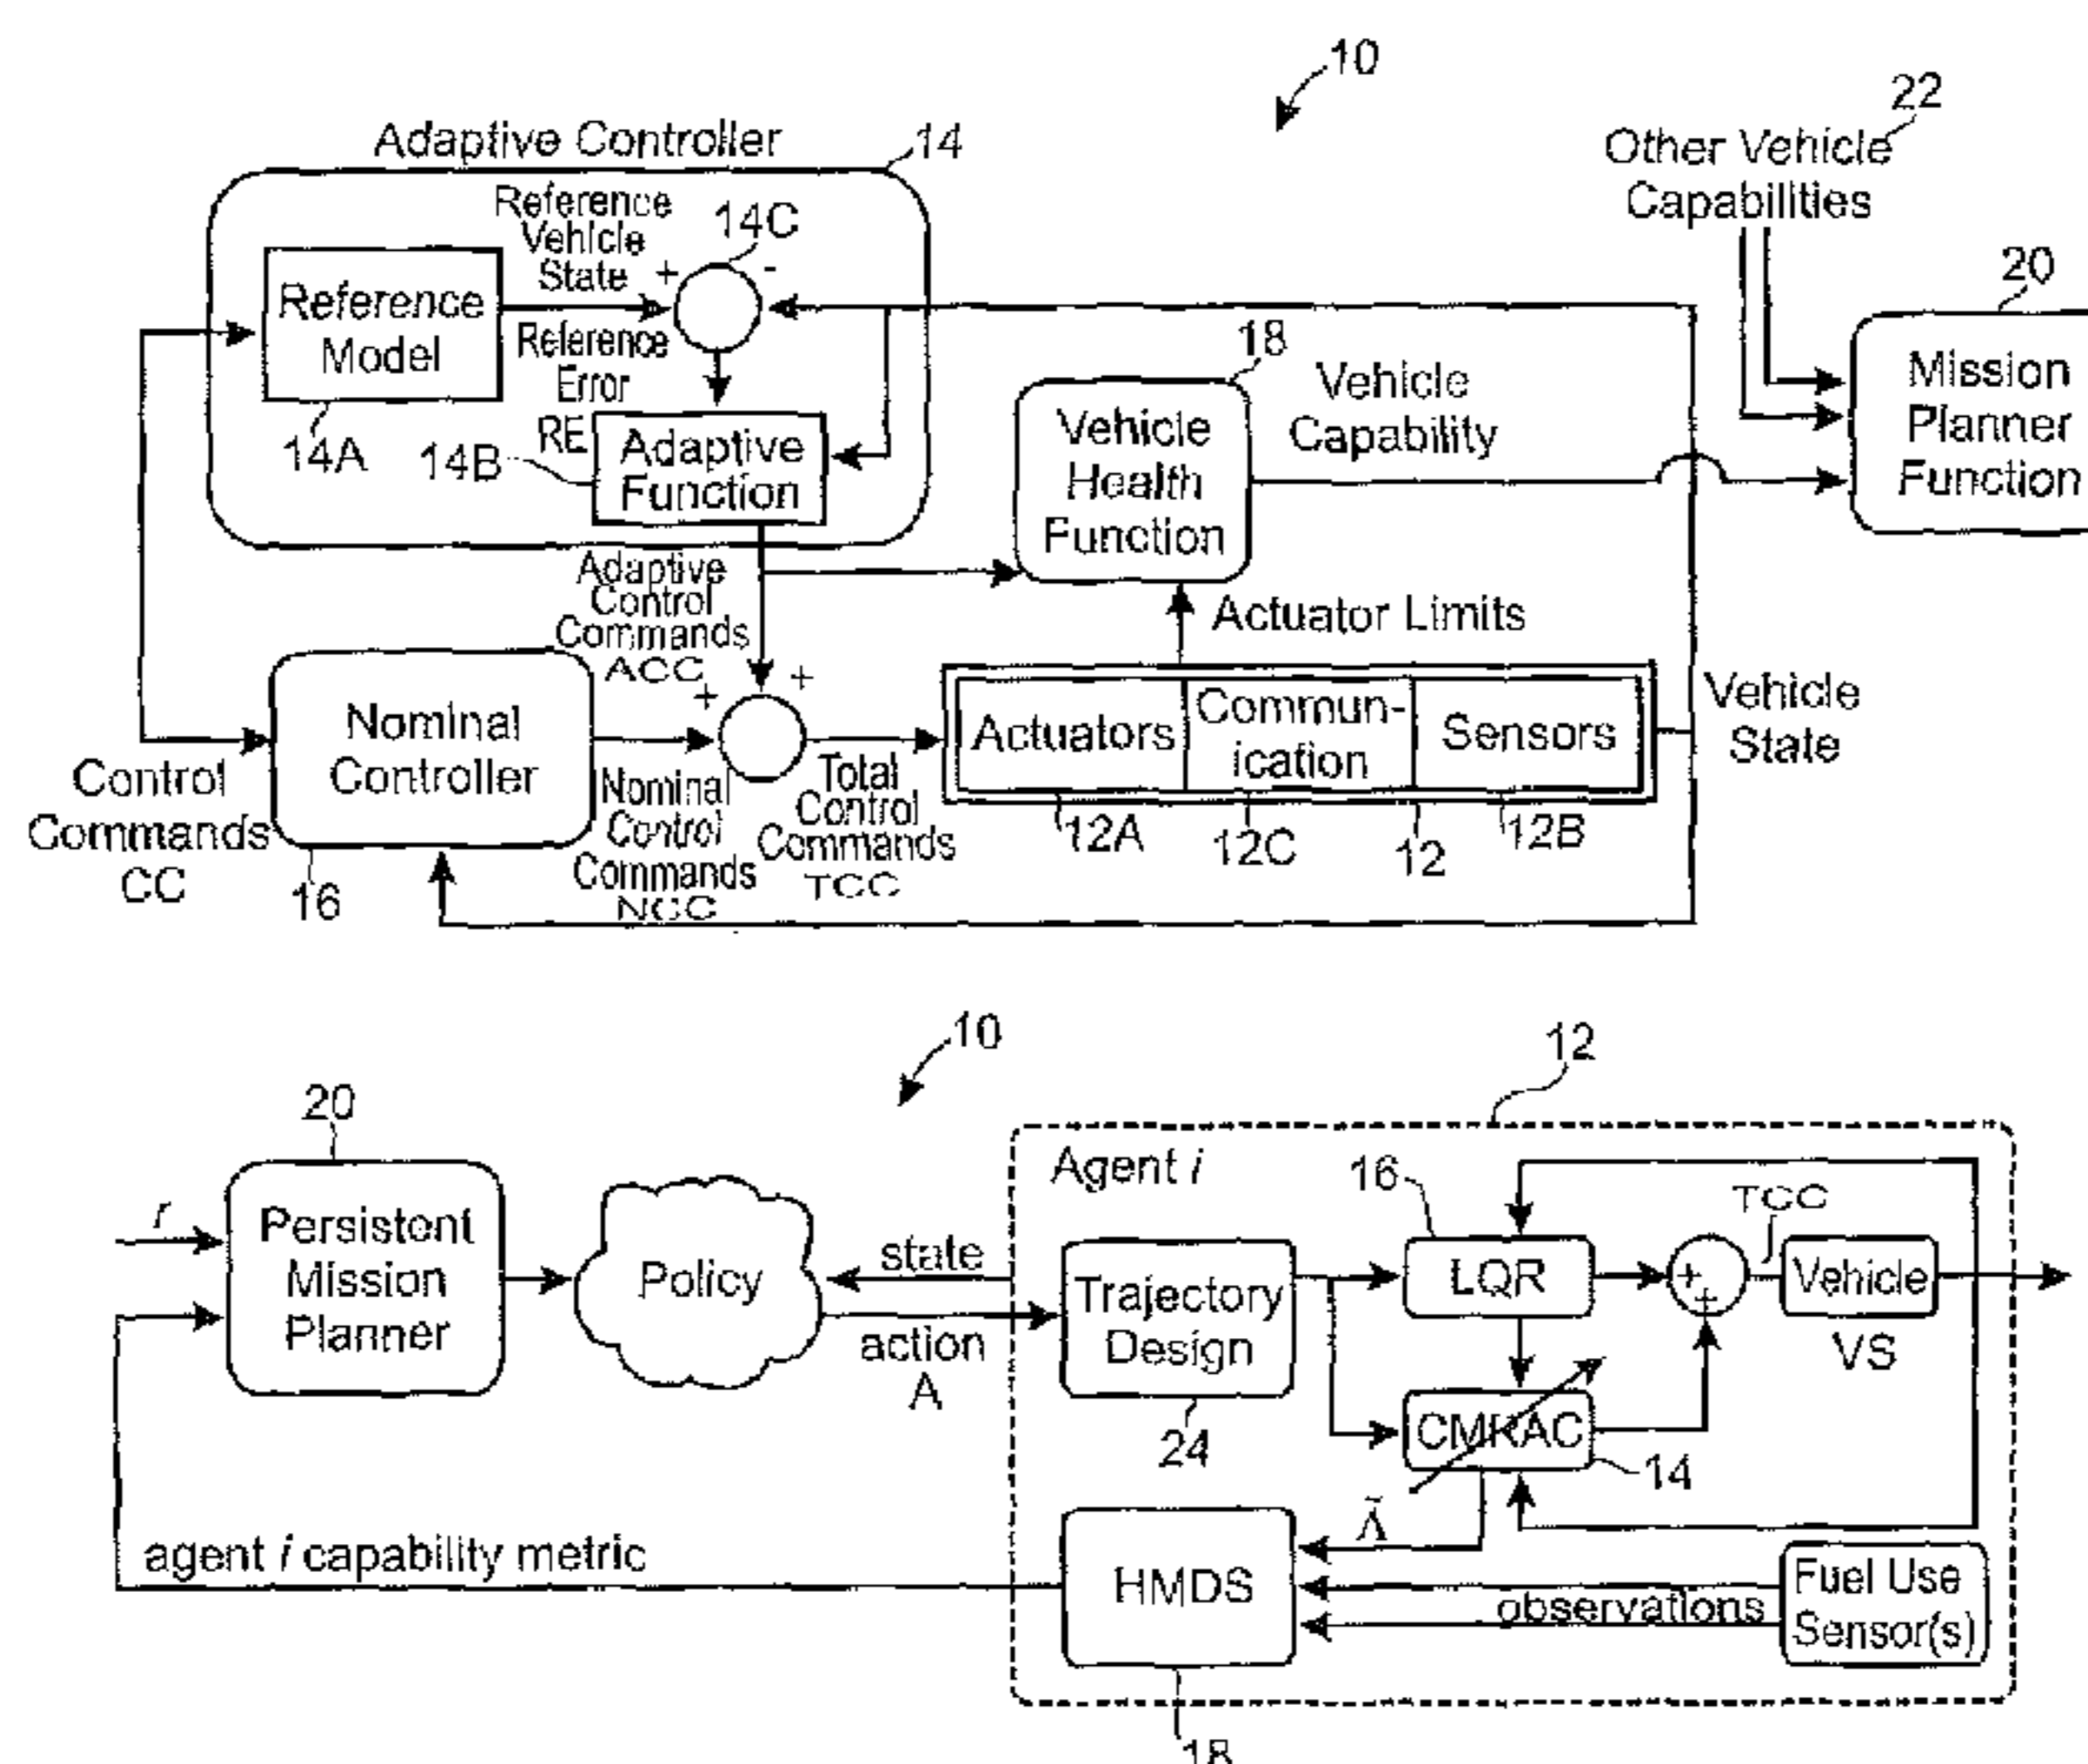 10
22
Adaptive Controller
14
Other Vehicle
Capabilities
Reference
Vehicle
State
14C
+
-
20
Reference
Model
Reference
Error
RE
18
Vehicle
Capability
Mission
Planner
Function
14A
14B
Adaptive
Function
Vehicle
Health
Function
Adaptive
Control
Commands
ACC
Actuator Limits
+
+
Nominal
Controller
Actuators
Commun-
ication
Sensors
Vehicle
State
Control
Commands
CC
16
Nominal
Control
Commands
NCC
Total
Control
Commands
TCC
12A
12C
12
12B
10
12
20
Agent i
16
TCC
r
Persistent
Mission
Planner
Policy
state
action
A
Trajectory
Design
24
LQR
+
+
Vehicle
VS
CMRAC
14
Λ̃
agent i capability metric
HMDS
observations
Fuel Use
Sensor(s)
18